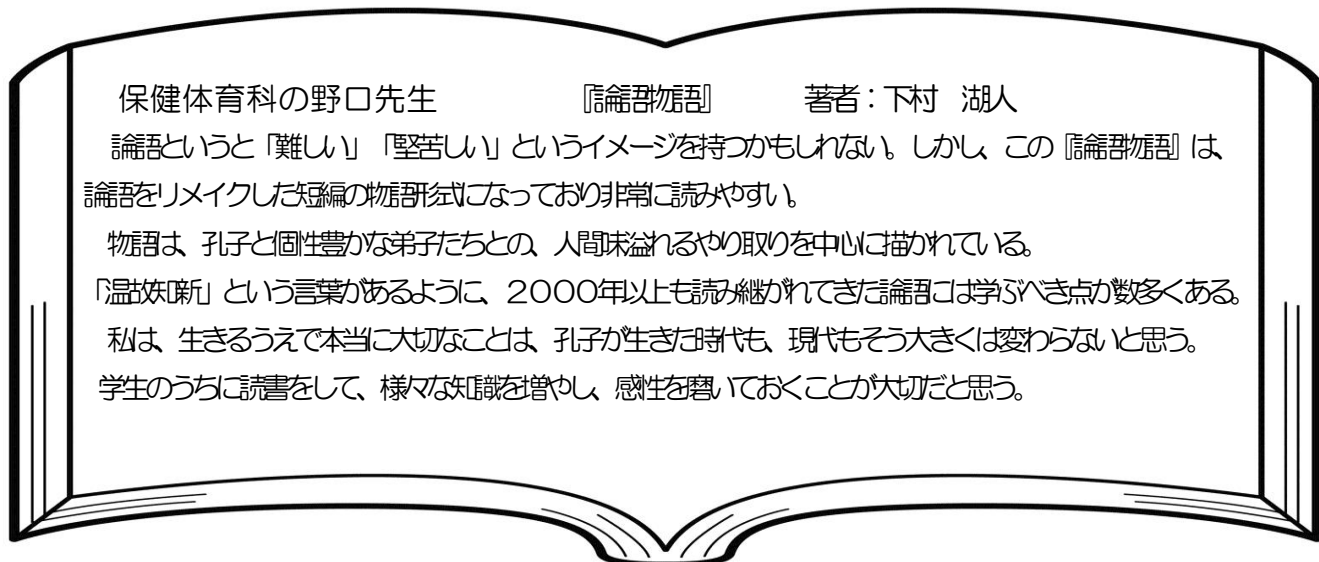 保健体育科の野口先生　『論語物語』　著者：下村　湖人
論語というと「難しい」「堅苦しい」というイメージを持つかもしれない。しかし、この『論語物語』は、
論語をリメイクした短編の物語形式になっており非常に読みやすい。
物語は、孔子と個性豊かな弟子たちとの、人間味溢れるやり取りを中心に描かれている。
「温故知新」という言葉があるように、２０００年以上も読み継がれてきた論語には学ぶべき点が数多くある。
私は、生きるうえで本当に大切なことは、孔子が生きた時代も、現代もそう大きくは変わらないと思う。
学生のうちに読書をして、様々な知識を増やし、感性を磨いておくことが大切だと思う。